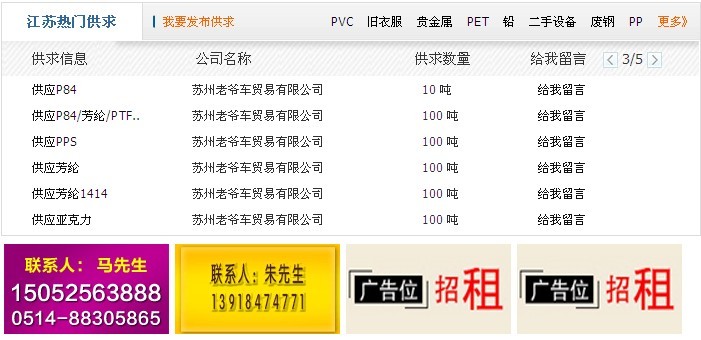 江苏热门供求 我要发布供求 PVC 旧衣服 贵金属 PET 铅 二手设备 废钢 PP 更多》
供求信息 公司名称 供求数量 给我留言 < 3/5 >
供应P84 苏州老爷车贸易有限公司 10 吨 给我留言
供应P84/芳纶/PTF.. 苏州老爷车贸易有限公司 100 吨 给我留言
供应PPS 苏州老爷车贸易有限公司 100 吨 给我留言
供应芳纶 苏州老爷车贸易有限公司 100 吨 给我留言
供应芳纶1414 苏州老爷车贸易有限公司 100 吨 给我留言
供应亚克力 苏州老爷车贸易有限公司 100 吨 给我留言
联系人： 马先生
15052563888
0514-88305865
联系人：朱先生
13918474771
广告位 招租
广告位 招租